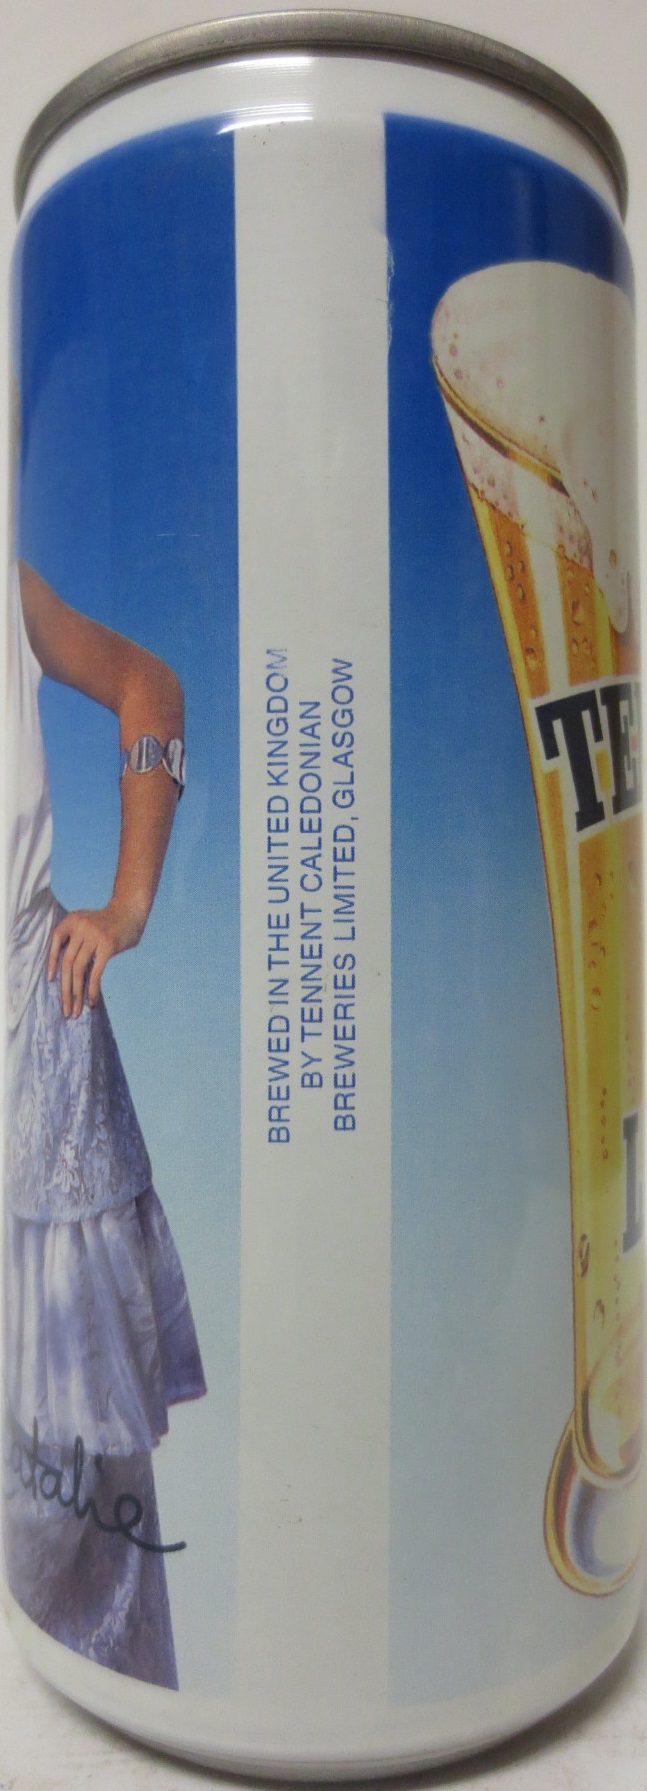 BREWED IN THE UNITED KINGDOM
BY TENNENT CALEDONIAN
BREWERIES LIMITED, GLASGOW